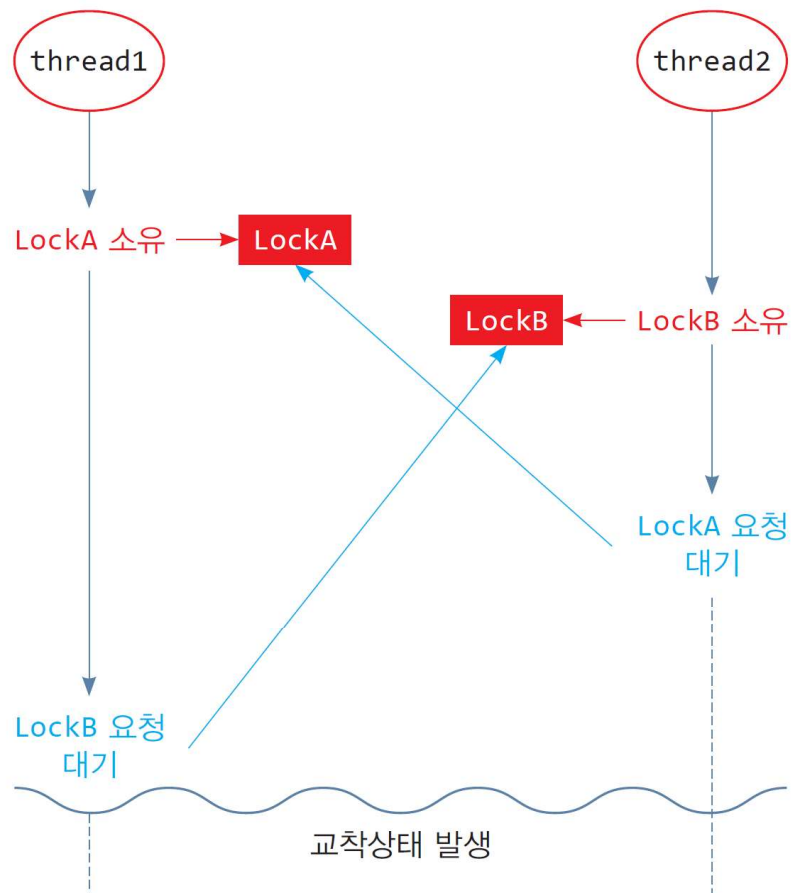 thread1
thread2
LockA 소유
LockA
LockB
LockB 소유
LockA 요청
대기
LockB 요청
대기
교착상태 발생